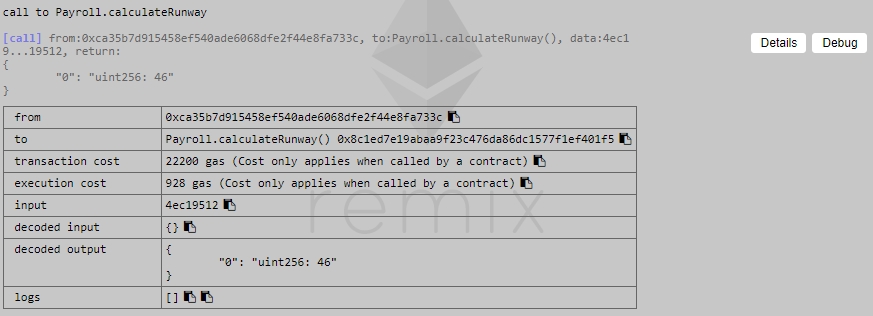 call to Payroll.calculateRunway
[call] from:0xca35b7d915458ef540ade6068dfe2f44e8fa733c, to:Payroll.calculateRunway(), data:4ec1
9...19512, return:
Details
Debug
{
"0": "uint256: 46"
}
from 0xca35b7d915458ef540ade6068dfe2f44e8fa733c
to Payroll.calculateRunway() 0x8c1ed7e19abaa9f23c476da86dc1577f1ef401f5
transaction cost 22200 gas (Cost only applies when called by a contract)
execution cost 928 gas (Cost only applies when called by a contract)
input 4ec19512
decoded input {}
decoded output {
"0": "uint256: 46"
}
logs []
remix